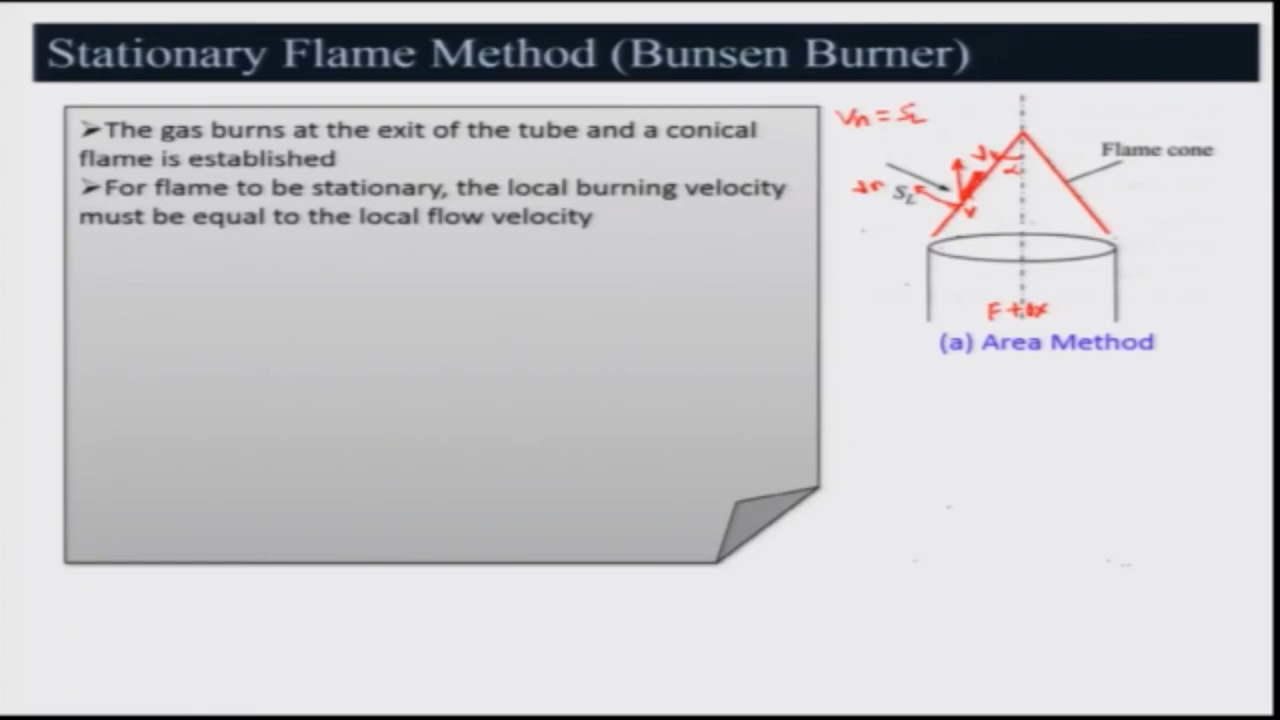 Stationary Flame Method (Bunsen Burner)
➤The gas burns at the exit of the tube and a conical
flame is established
➤For flame to be stationary, the local burning velocity
must be equal to the local flow velocity
Vn = SL
Flame cone
Vn
SL
V
α
F + ox
(a) Area Method